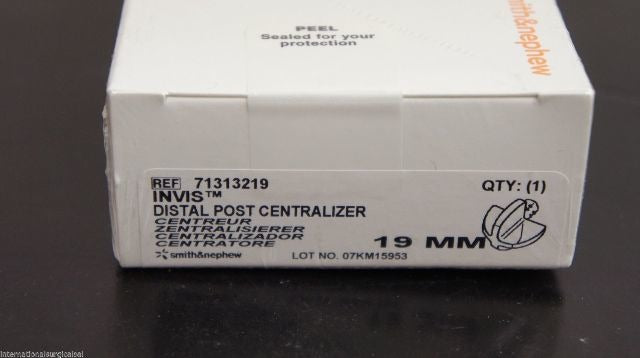 PEEL
Sealed for your
protection
smith&nephew
REF 71313219
QTY: (1)
INVIS™
DISTAL POST CENTRALIZER
CENTREUR
ZENTRALISIERER
CENTRALIZADOR
CENTRATORE
19 MM
smith&nephew
LOT NO. 07KM15953
internationalsurgicalpal